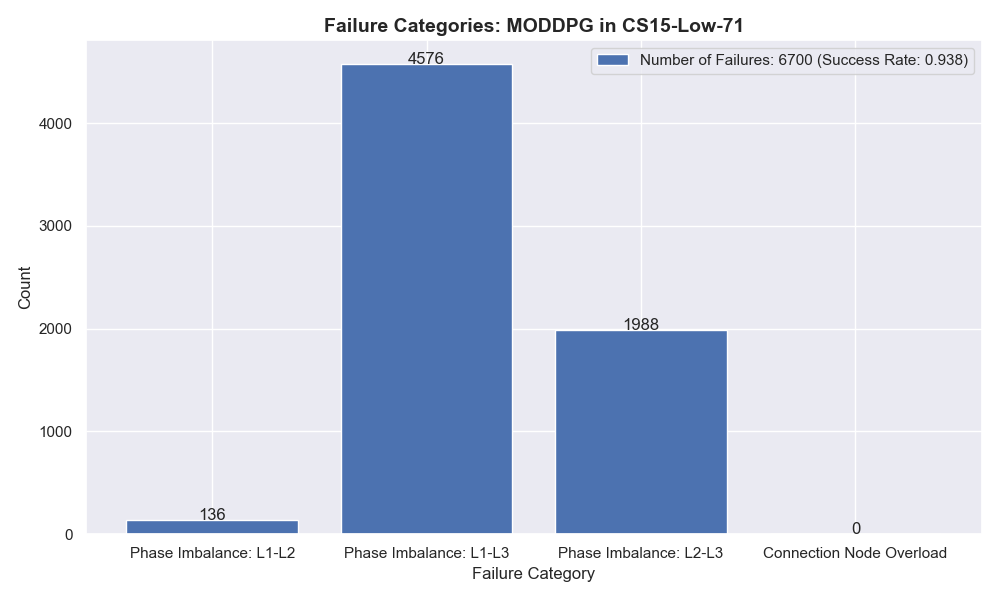 Failure Categories: MODDPG in CS15-Low-71
Number of Failures: 6700 (Success Rate: 0.938)
4576
4000
3000
Count
2000
1988
1000
136
0
0
Phase Imbalance: L1-L2
Phase Imbalance: L1-L3
Phase Imbalance: L2-L3
Connection Node Overload
Failure Category